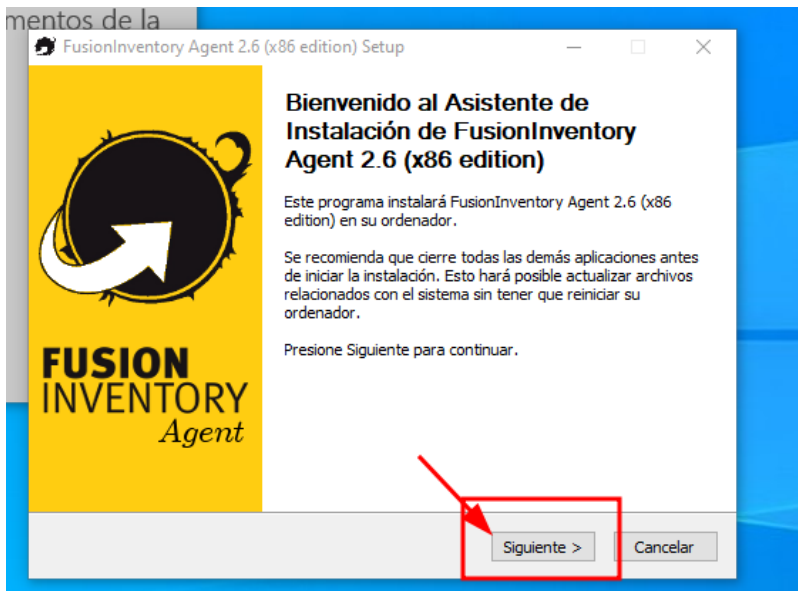 mentos de la
FusionInventory Agent 2.6 (x86 edition) Setup
Bienvenido al Asistente de
Instalación de FusionInventory
Agent 2.6 (x86 edition)
Este programa instalará FusionInventory Agent 2.6 (x86
edition) en su ordenador.
Se recomienda que cierre todas las demás aplicaciones antes
de iniciar la instalación. Esto hará posible actualizar archivos
relacionados con el sistema sin tener que reiniciar su
ordenador.
Presione Siguiente para continuar.
FUSION
INVENTORY
Agent
Siguiente >
Cancelar